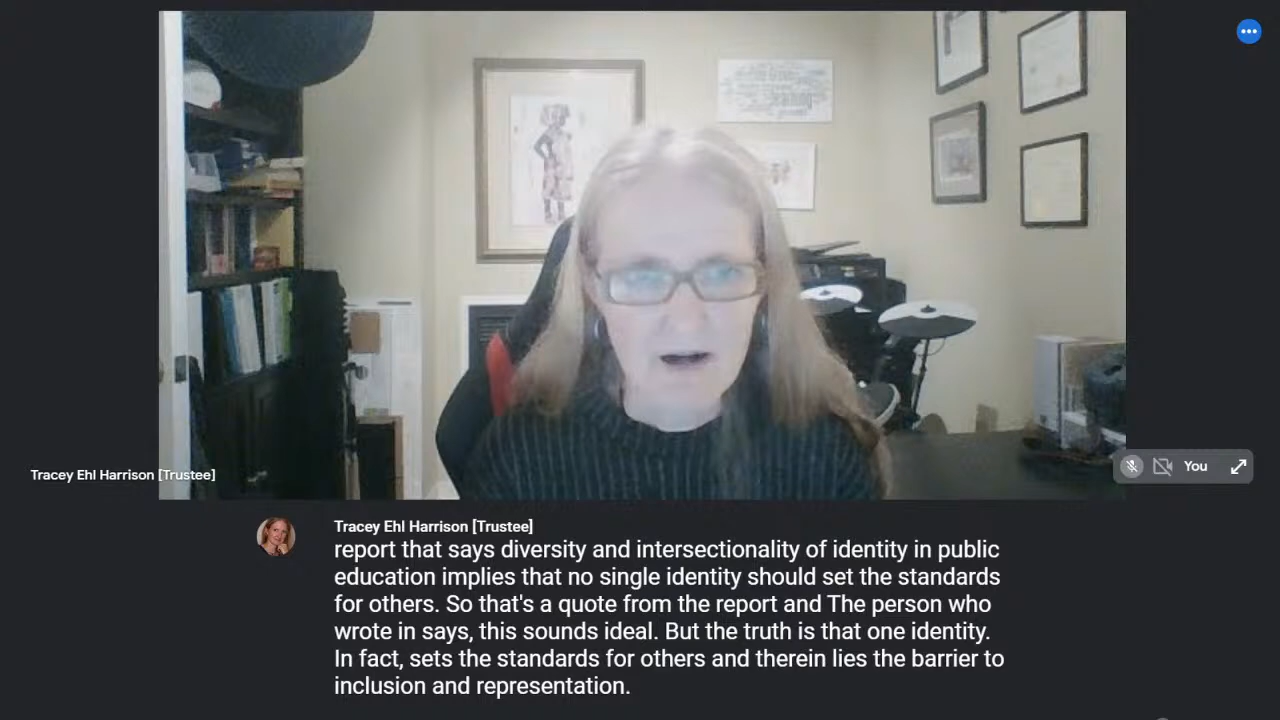 Tracey Ehl Harrison [Trustee]
You
Tracey Ehl Harrison [Trustee]
report that says diversity and intersectionality of identity in public
education implies that no single identity should set the standards
for others. So that's a quote from the report and The person who
wrote in says, this sounds ideal. But the truth is that one identity.
In fact, sets the standards for others and therein lies the barrier to
inclusion and representation.